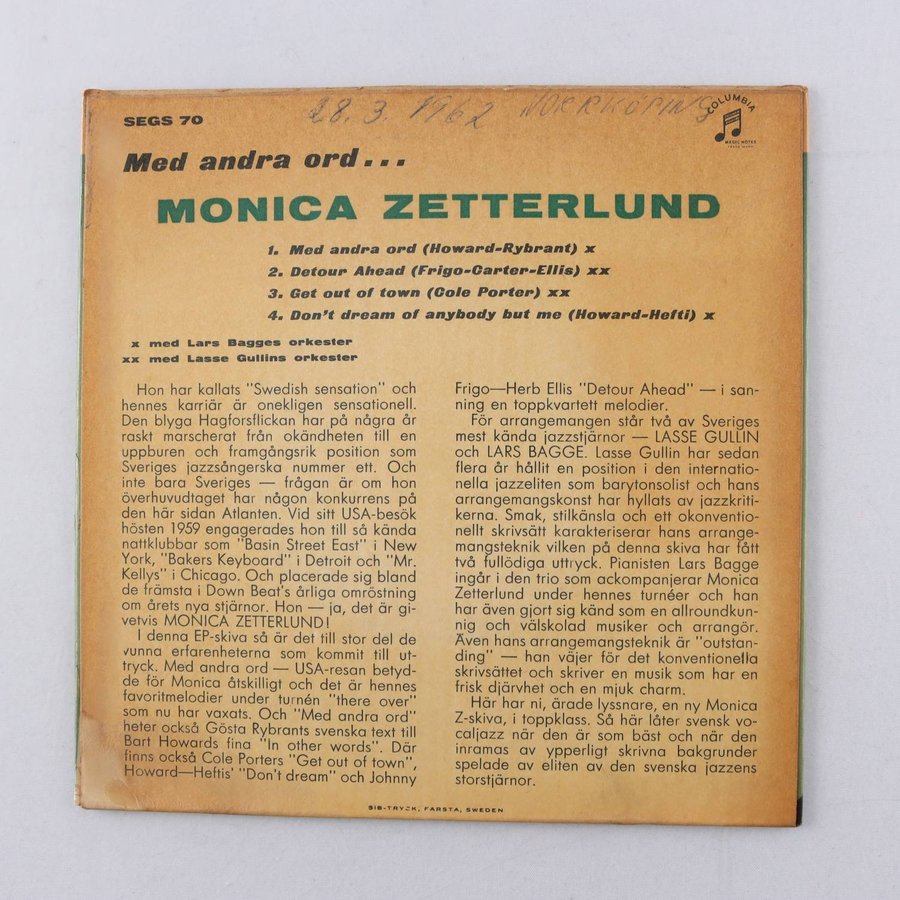 28.3. 1962 NORRKÖPING
COLUMBIA
MAGIC NOTES
TRADE MARK
SEGS 70
Med andra ord...
MONICA ZETTERLUND
1. Med andra ord (Howard-Rybrant) x
2. Detour Ahead (Frigo-Carter-Ellis) xx
3. Get out of town (Cole Porter) xx
4. Don't dream of anybody but me (Howard-Hefti) x
x med Lars Bagges orkester
xx med Lasse Gullins orkester
Hon har kallats "Swedish sensation" och
hennes karriär är onekligen sensationell.
Den blyga Hagforsflickan har på några år
raskt marscherat från okändheten till en
uppburen och framgångsrik position som
Sveriges jazzsångerska nummer ett. Och
inte bara Sveriges — frågan är om hon
överhuvudtaget har någon konkurrens på
den här sidan Atlanten. Vid sitt USA-besök
hösten 1959 engagerades hon till så kända
nattklubbar som "Basin Street East" i New
York, "Bakers Keyboard" i Detroit och "Mr.
Kellys" i Chicago. Och placerade sig bland
de främsta i Down Beat's årliga omröstning
om årets nya stjärnor. Hon — ja, det är gi-
vetvis MONICA ZETTERLUND!
I denna EP-skiva så är det till stor del de
vunna erfarenheterna som kommit till ut-
tryck. Med andra ord — USA-resan betyd-
de för Monica åtskilligt och det är hennes
favoritmelodier under turnén "there over"
som nu har vaxats. Och "Med andra ord"
heter också Gösta Rybrants svenska text till
Bart Howards fina "In other words". Där
finns också Cole Porters "Get out of town",
Howard—Heftis' "Don't dream" och Johnny
Frigo—Herb Ellis "Detour Ahead" — i san-
ning en toppkvartett melodier.
För arrangemangen står två av Sveriges
mest kända jazzstjärnor — LASSE GULLIN
och LARS BAGGE. Lasse Gullin har sedan
flera år hållit en position i den internatio-
nella jazzeliten som barytonsolist och hans
arrangemangskonst har hyllats av jazzkriti-
kerna. Smak, stilkänsla och ett okonventio-
nellt skrivsätt karakteriserar hans arrange-
mangsteknik vilken på denna skiva har fått
två fullödiga uttryck. Pianisten Lars Bagge
ingår i den trio som ackompanjerar Monica
Zetterlund under hennes turnéer och han
har även gjort sig känd som en allroundkun-
nig och välskolad musiker och arrangör.
Även hans arrangemangsteknik är "outstan-
ding" — han väjer för det konventionella
skrivsättet och skriver en musik som har en
frisk djärvhet och en mjuk charm.
Här har ni, ärade lyssnare, en ny Monica
Z-skiva, i toppklass. Så här låter svensk vo-
caljazz när den är som bäst och när den
inramas av ypperligt skrivna bakgrunder
spelade av eliten av den svenska jazzens
storstjärnor.
SIB-TRYCK, FARSTA, SWEDEN